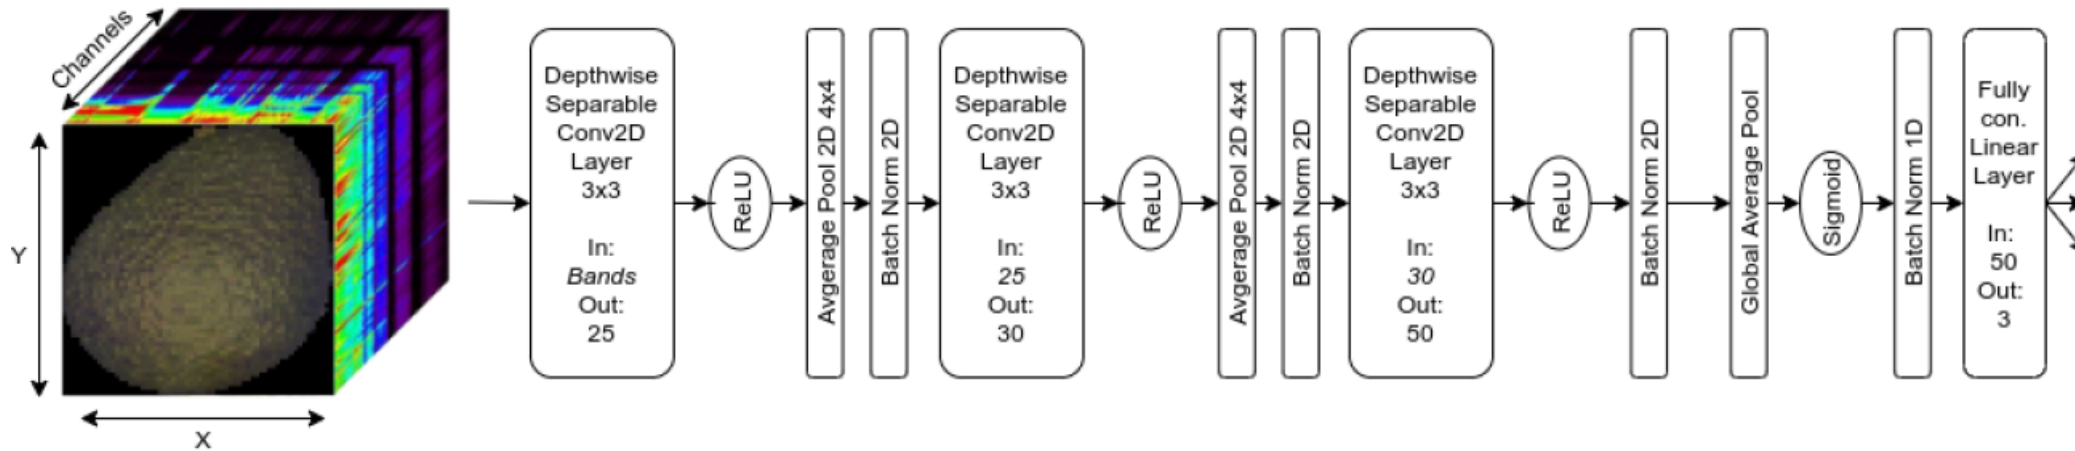 Channels
Y
X
Depthwise
Separable
Conv2D
Layer
3x3
In:
Bands
Out:
25
ReLU
Avgerage Pool 2D 4x4
Batch Norm 2D
Depthwise
Separable
Conv2D
Layer
3x3
In:
25
Out:
30
ReLU
Avgerage Pool 2D 4x4
Batch Norm 2D
Depthwise
Separable
Conv2D
Layer
3x3
In:
30
Out:
50
ReLU
Batch Norm 2D
Global Average Pool
Sigmoid
Batch Norm 1D
Fully
con.
Linear
Layer
In:
50
Out:
3